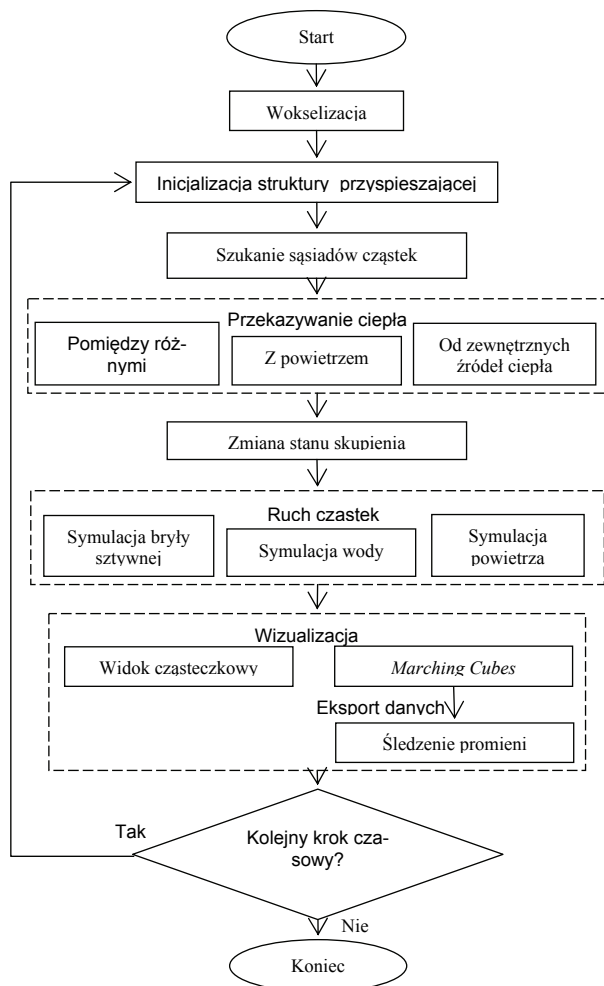 Start
Wokselizacja
Inicjalizacja struktury przyspieszającej
Szukanie sąsiadów cząstek
Przekazywanie ciepła
Pomiędzy róż-
nymi
Z powietrzem
Od zewnętrznych
źródeł ciepła
Zmiana stanu skupienia
Ruch czastek
Symulacja bryły
sztywnej
Symulacja wody
Symulacja
powietrza
Wizualizacja
Widok cząsteczkowy
Marching Cubes
Eksport danych
Śledzenie promieni
Tak
Kolejny krok cza-
sowy?
Nie
Koniec